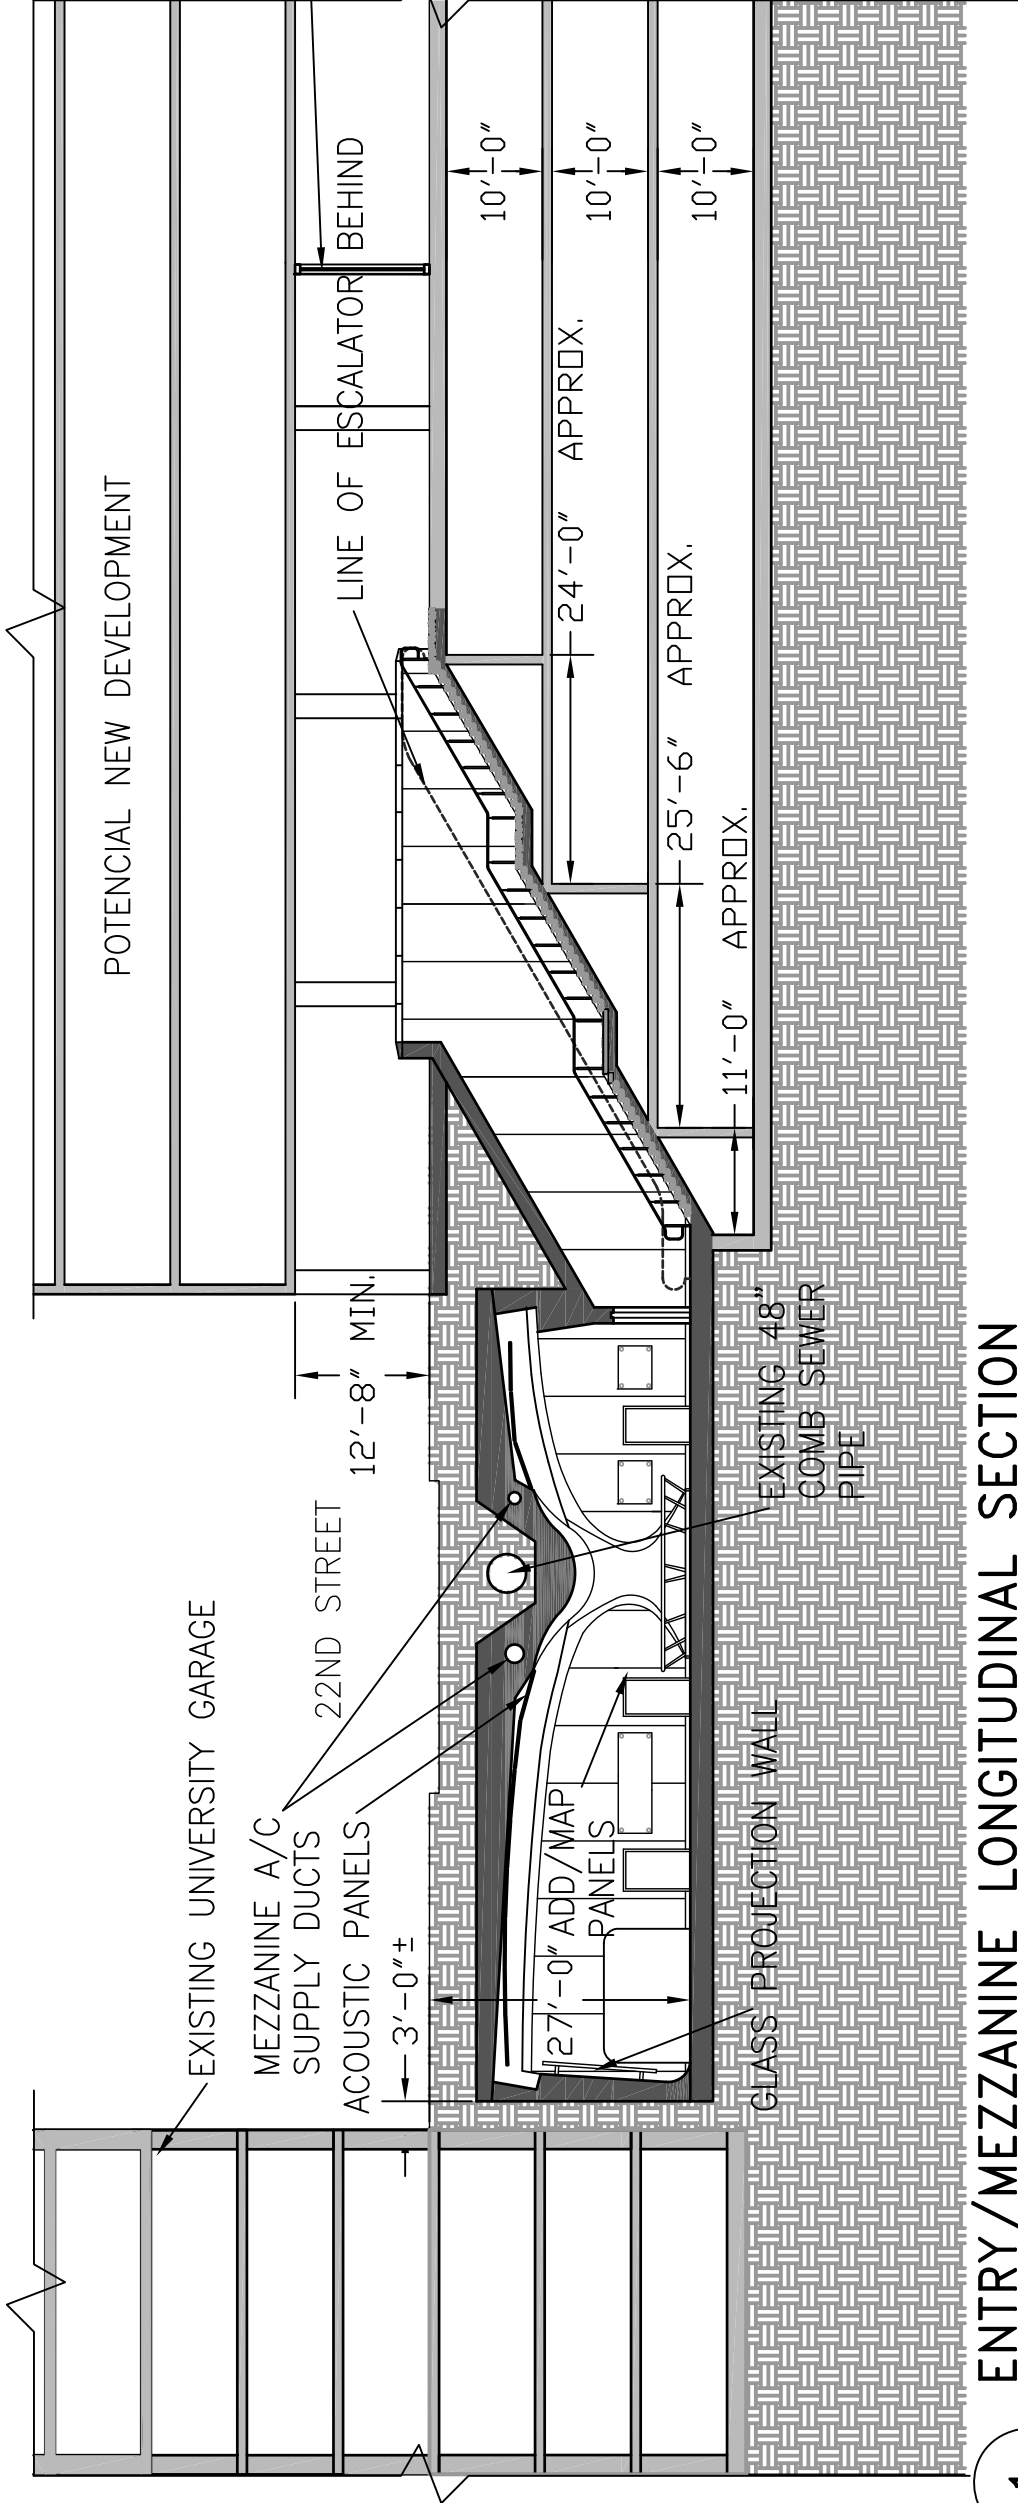 POTENCIAL NEW DEVELOPMENT
EXISTING UNIVERSITY GARAGE
MEZZANINE A/C
SUPPLY DUCTS
22ND STREET
ACOUSTIC PANELS
12'-8" MIN.
LINE OF ESCALATOR BEHIND
3'-0"±
10'-0"
10'-0"
10'-0"
24'-0" APPROX.
25'-6" APPROX.
11'-0" APPROX.
27'-0"
ADD/MAP
PANELS
GLASS PROJECTION WALL
EXISTING 48"
COMB SEWER
PIPE
1
ENTRY/MEZZANINE LONGITUDINAL SECTION